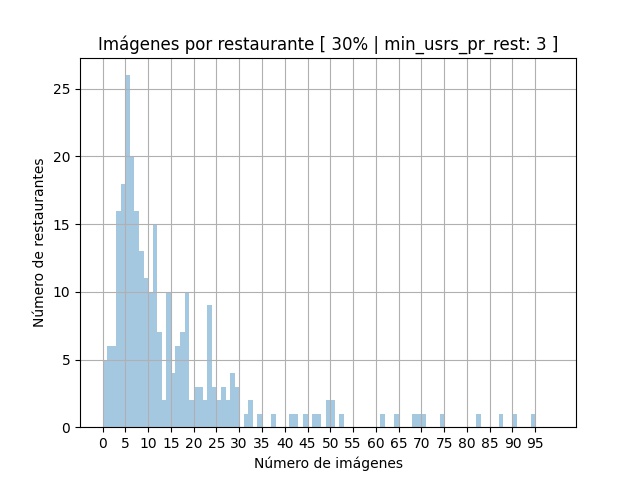 Imágenes por restaurante [ 30% | min_usrs_pr_rest: 3 ]
Número de restaurantes
25
20
15
10
5
0
0 5 10 15 20 25 30 35 40 45 50 55 60 65 70 75 80 85 90 95
Número de imágenes